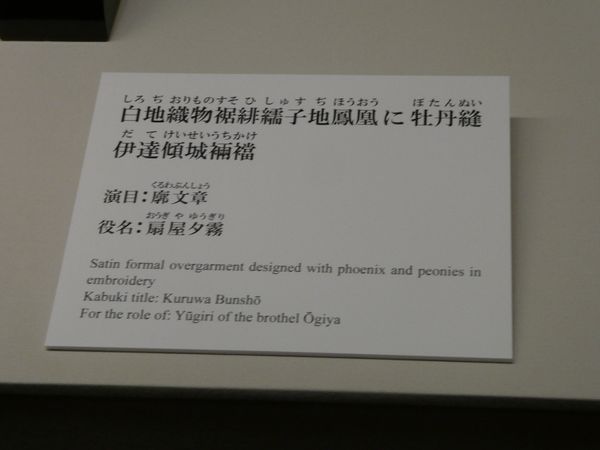 しろぢおりものすそひしゅすぢほうおう ぼたんぬい
白地織物裾緋繻子地鳳凰に牡丹縫
だてけいせいうちかけ
伊達傾城裲襠
くるわぶんしょう
演目：廓文章
おうぎやゆうぎり
役名：扇屋夕霧
Satin formal overgarment designed with phoenix and peonies in
embroidery
Kabuki title: Kuruwa Bunshō
For the role of: Yūgiri of the brothel Ōgiya